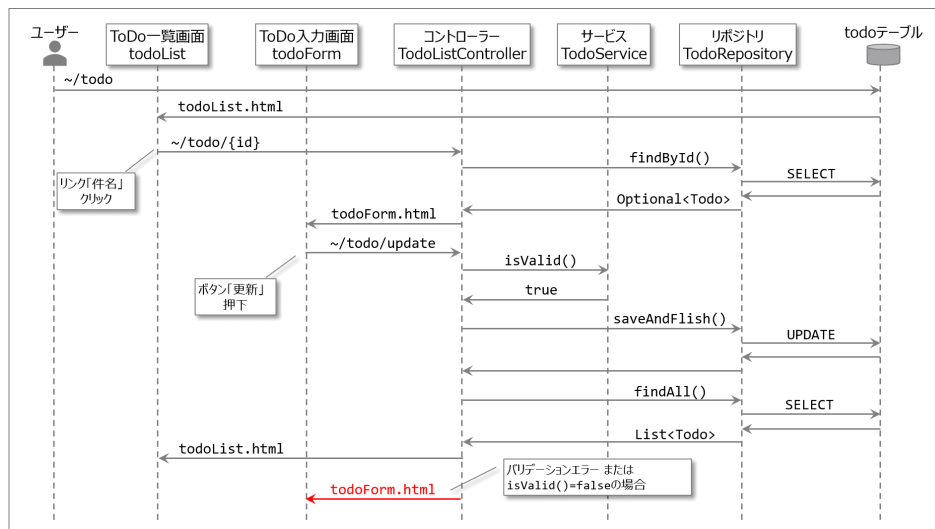 ユーザー
ToDo一覧画面
todoList
ToDo入力画面
todoForm
コントローラー
TodoListController
サービス
TodoService
リポジトリ
TodoRepository
todoテーブル
~/todo
todoList.html
~/todo/{id}
findById()
リンク「件名」
クリック
SELECT
Optional<Todo>
todoForm.html
~/todo/update
isValid()
ボタン「更新」
押下
true
saveAndFlish()
UPDATE
findAll()
SELECT
List<Todo>
todoList.html
バリデーションエラー または
isValid()=falseの場合
todoForm.html